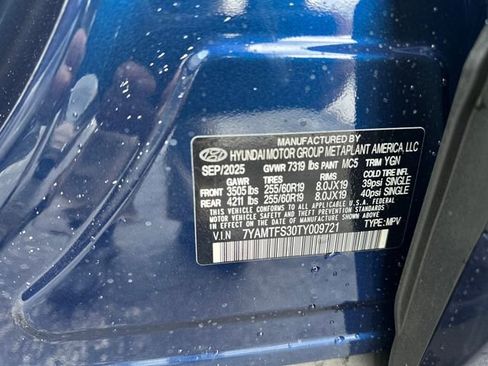 MANUFACTURED BY
HYUNDAI MOTOR GROUP METAPLANT AMERICA, LLC
SEP/2025 GVWR 7319 lbs PAINT MC5 TRIM YGN
GAWR TIRES RIMS COLD TIRE INFL.
FRONT 3505 lbs 255/60R19 8.0JX19 39psi SINGLE
REAR 4211 lbs 255/60R19 8.0JX19 40psi SINGLE
THIS VEHICLE CONFORMS TO ALL APPLICABLE
FEDERAL MOTOR VEHICLE SAFETY, BUMPER,
AND THEFT PREVENTION STANDARDS IN EFFECT ON
THE DATE OF MANUFACTURE SHOWN ABOVE.
V.I.N 7YAMTFS30TY009721 TYPE: MPV